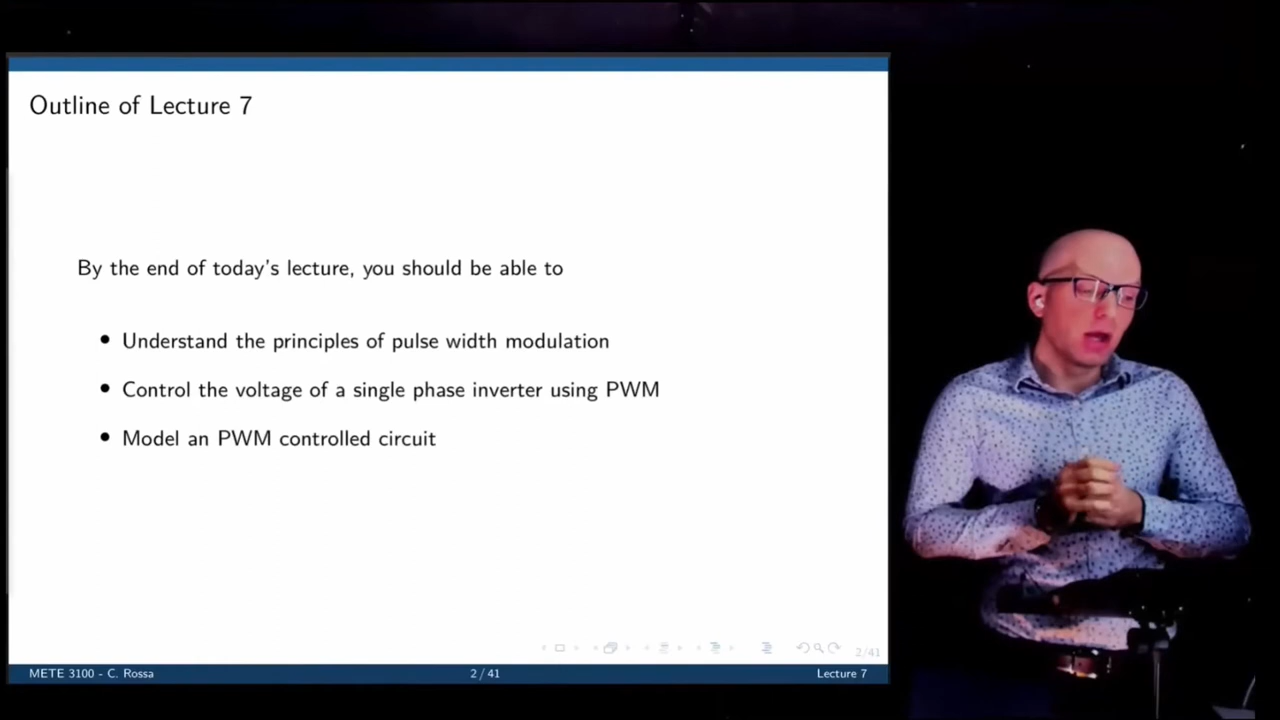 Outline of Lecture 7
By the end of today's lecture, you should be able to
• Understand the principles of pulse width modulation
• Control the voltage of a single phase inverter using PWM
• Model an PWM controlled circuit
2/41
METE 3100 - C. Rossa
2 / 41
Lecture 7